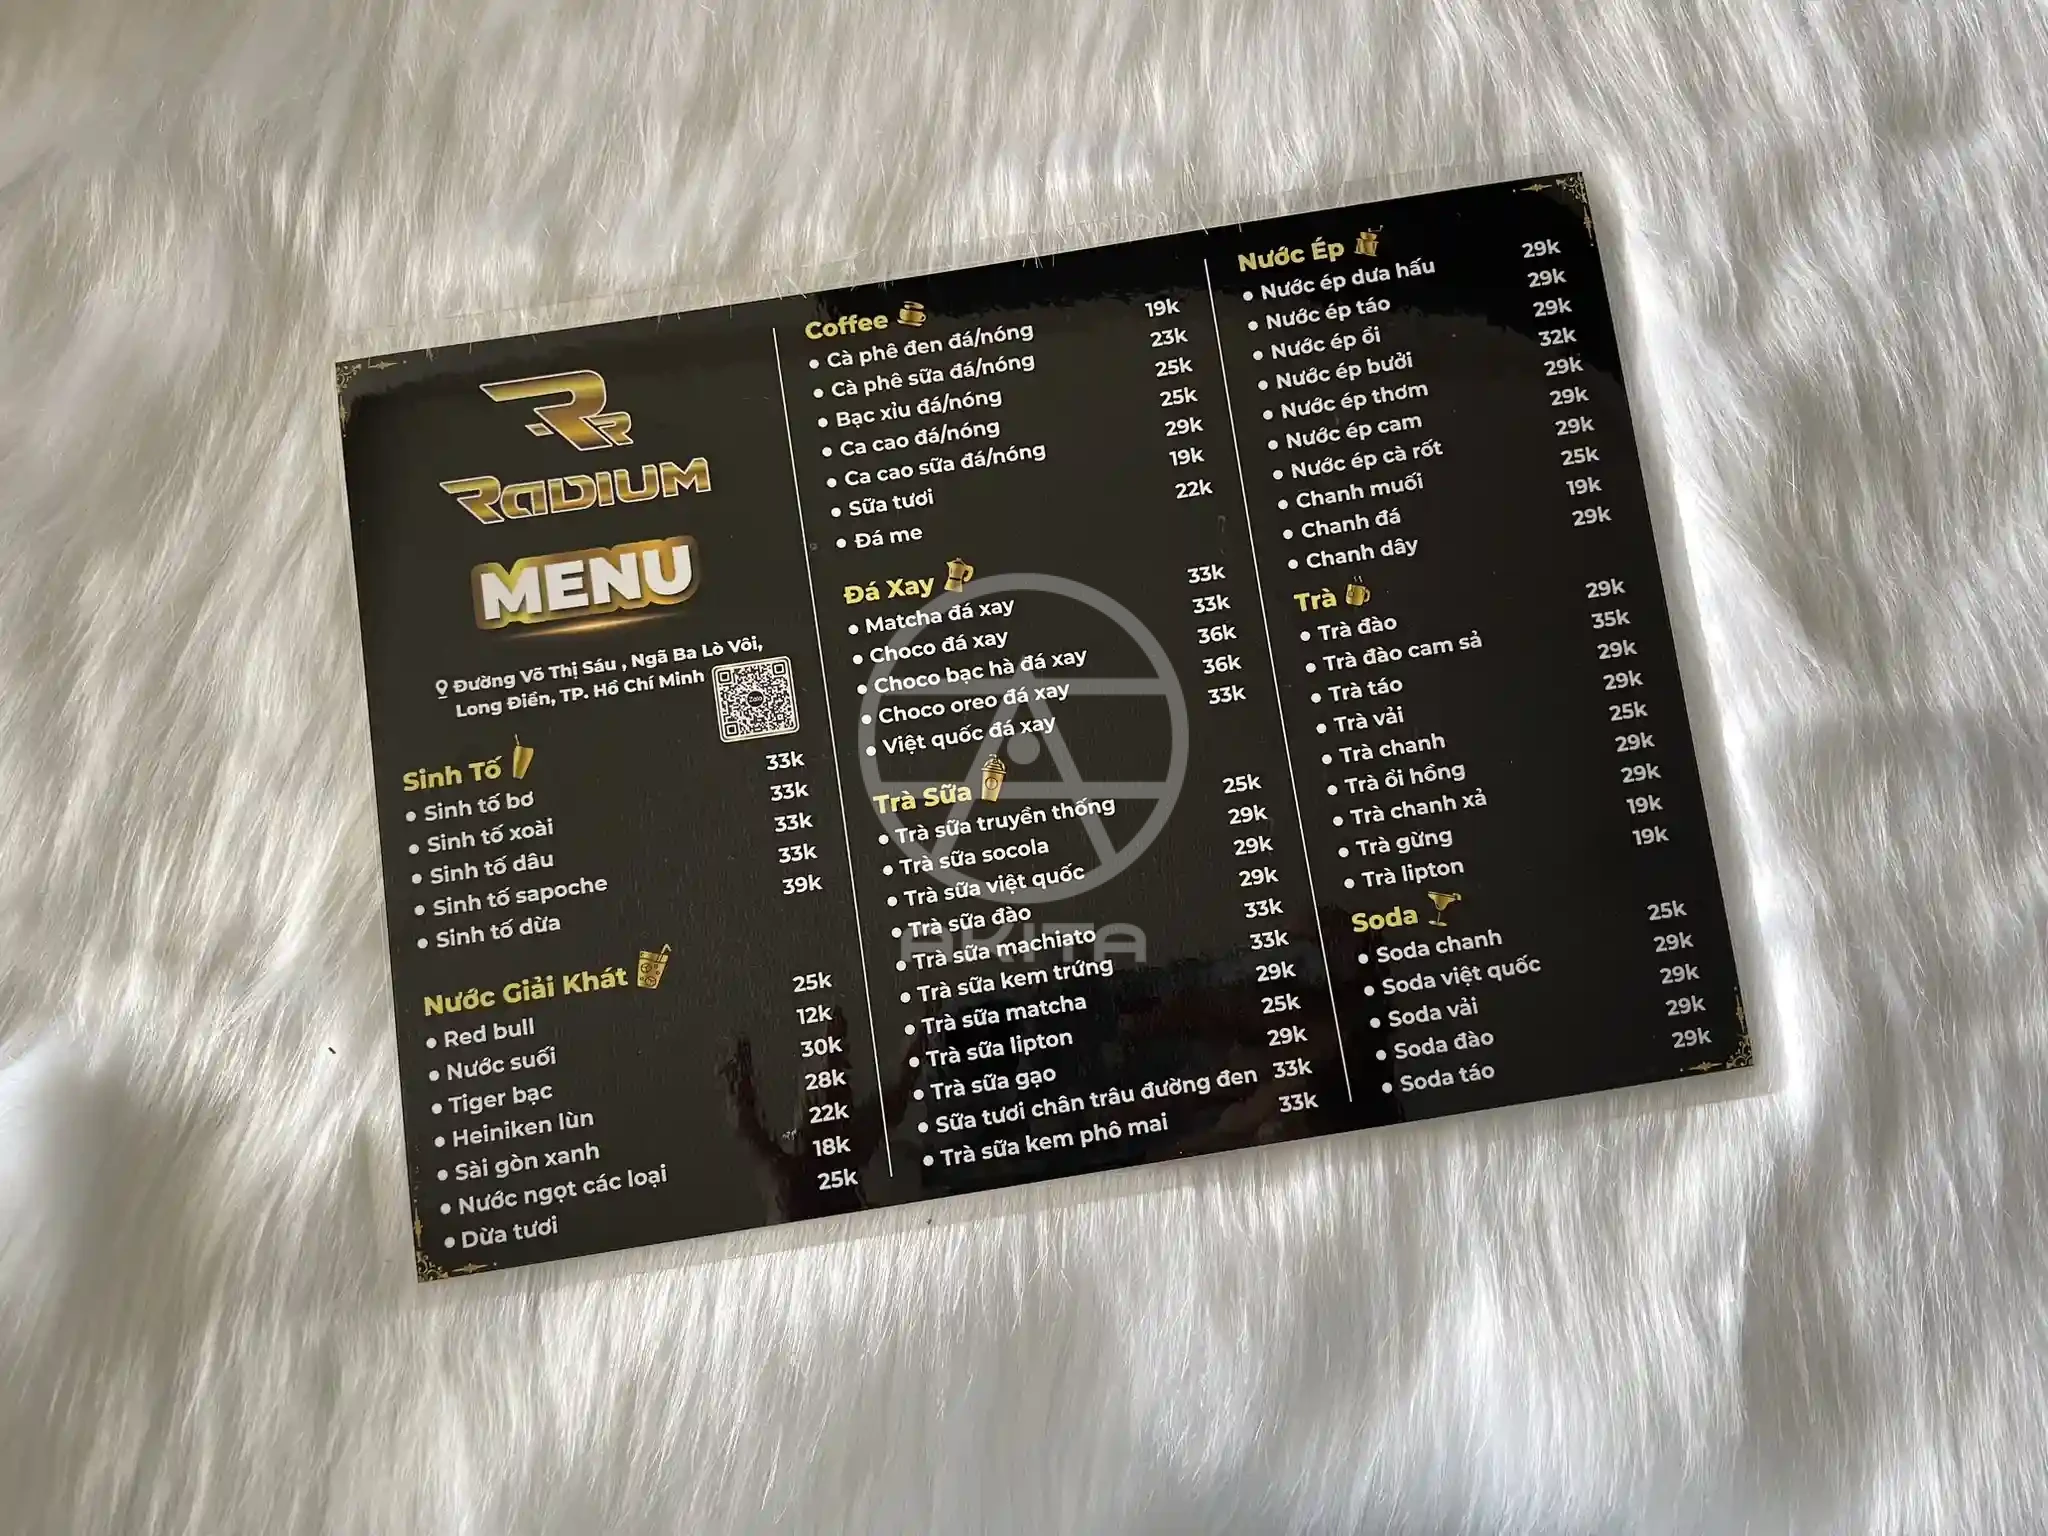 RADIUM
MENU
Đường Võ Thị Sáu , Ngã Ba Lò Vôi,
Long Điền, TP. Hồ Chí Minh
Zalo
Sinh Tố
Sinh tố bơ 33k
Sinh tố xoài 33k
Sinh tố dâu 33k
Sinh tố sapoche 33k
Sinh tố dừa 39k
Nước Giải Khát
Red bull 25k
Nước suối 12k
Tiger bạc 30k
Heiniken lùn 28k
Sài gòn xanh 22k
Nước ngọt các loại 18k
Dừa tươi 25k
Coffee
Cà phê đen đá/nóng 19k
Cà phê sữa đá/nóng 23k
Bạc xỉu đá/nóng 25k
Ca cao đá/nóng 25k
Ca cao sữa đá/nóng 29k
Sữa tươi 19k
Đá me 22k
Đá Xay
Matcha đá xay 33k
Choco đá xay 33k
Choco bạc hà đá xay 36k
Choco oreo đá xay 36k
Việt quốc đá xay 33k
Trà Sữa
Trà sữa truyền thống 25k
Trà sữa socola 29k
Trà sữa việt quốc 29k
Trà sữa đào 29k
Trà sữa machiato 33k
Trà sữa kem trứng 33k
Trà sữa matcha 29k
Trà sữa lipton 25k
Trà sữa gạo 29k
Sữa tươi chân trâu đường đen 33k
Trà sữa kem phô mai 33k
Nước Ép
Nước ép dưa hấu 29k
Nước ép táo 29k
Nước ép ổi 29k
Nước ép bưởi 32k
Nước ép thơm 29k
Nước ép cam 29k
Nước ép cà rốt 29k
Chanh muối 25k
Chanh đá 19k
Chanh dây 29k
Trà
Trà đào 29k
Trà đào cam sả 35k
Trà táo 29k
Trà vải 29k
Trà chanh 25k
Trà ổi hồng 29k
Trà chanh xả 29k
Trà gừng 19k
Trà lipton 19k
Soda
Soda chanh 25k
Soda việt quốc 29k
Soda vải 29k
Soda đào 29k
Soda táo 29k
AKITA